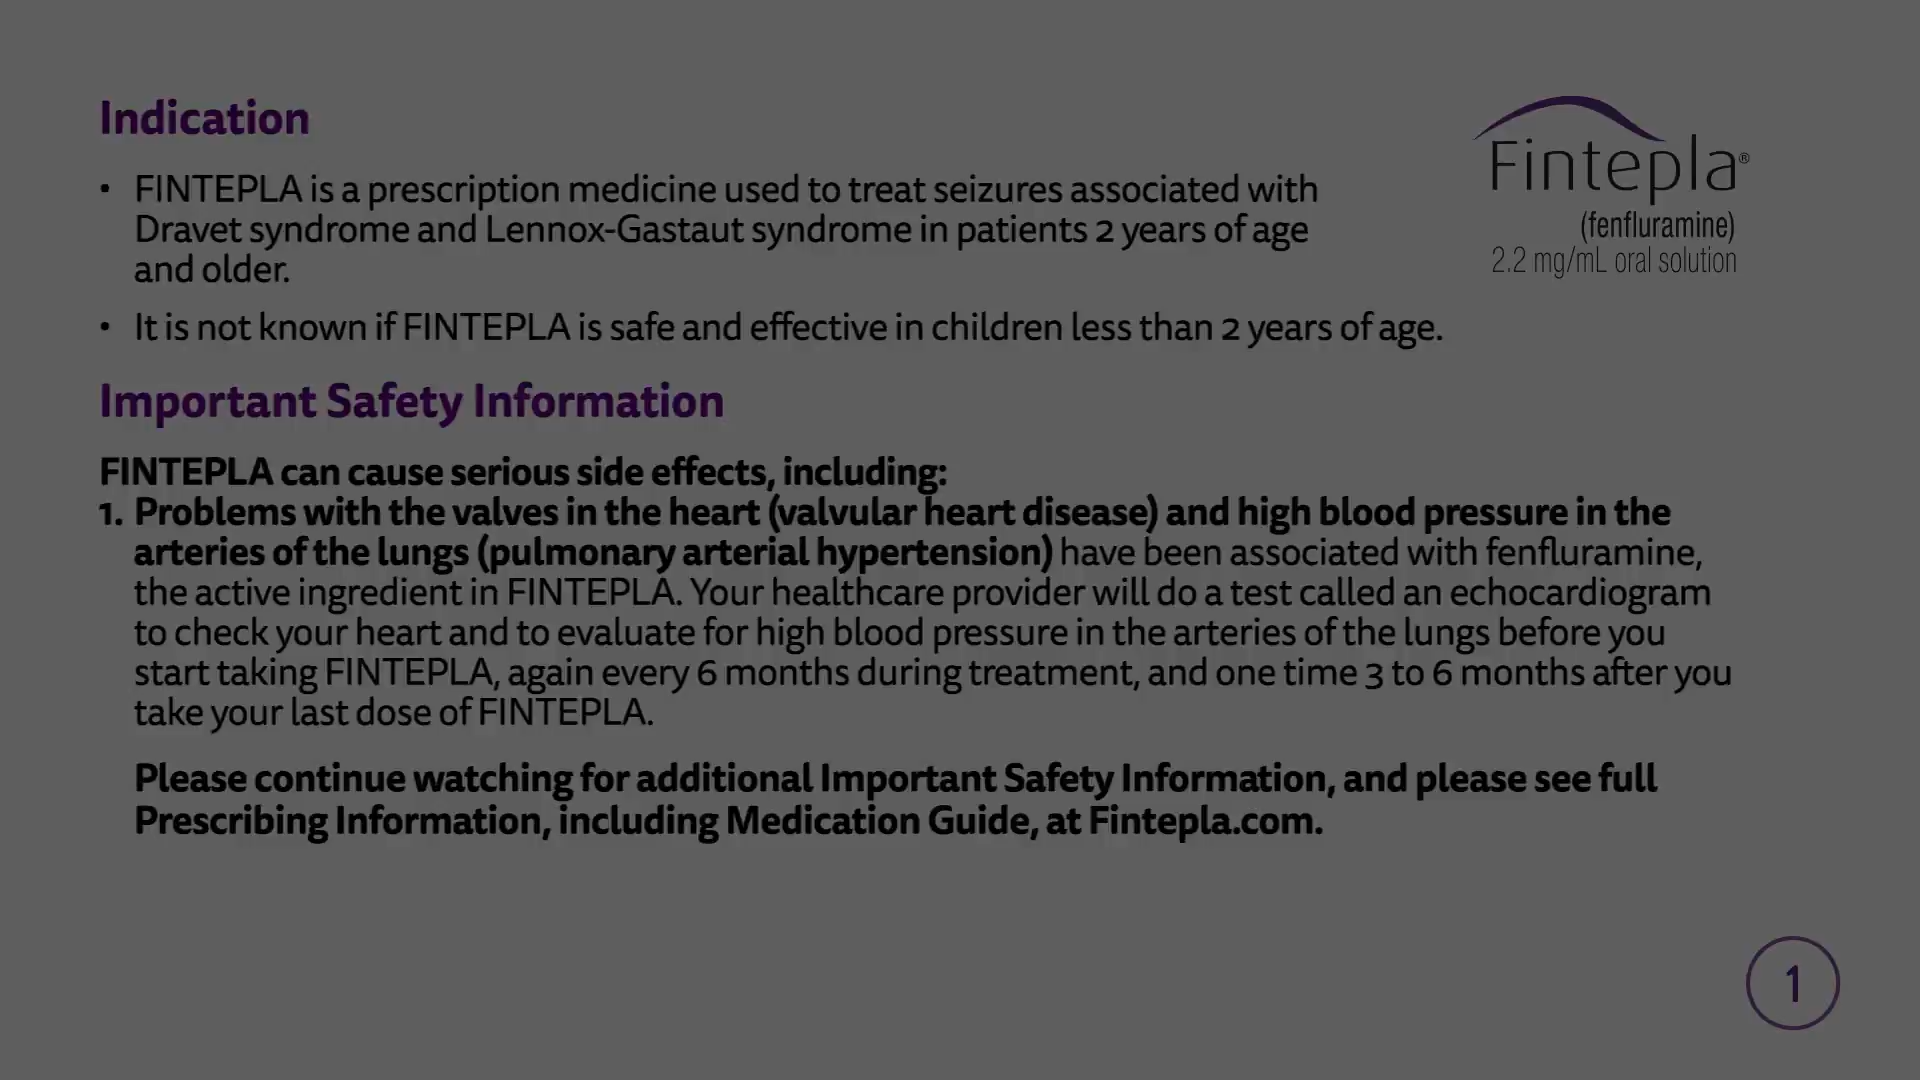 Indication
• FINTEPLA is a prescription medicine used to treat seizures associated with
Dravet syndrome and Lennox-Gastaut syndrome in patients 2 years of age
and older.
• It is not known if FINTEPLA is safe and effective in children less than 2 years of age.
Fintepla®
(fenfluramine)
2.2 mg/mL oral solution
Important Safety Information
FINTEPLA can cause serious side effects, including:
1. Problems with the valves in the heart (valvular heart disease) and high blood pressure in the
arteries of the lungs (pulmonary arterial hypertension) have been associated with fenfluramine,
the active ingredient in FINTEPLA. Your healthcare provider will do a test called an echocardiogram
to check your heart and to evaluate for high blood pressure in the arteries of the lungs before you
start taking FINTEPLA, again every 6 months during treatment, and one time 3 to 6 months after you
take your last dose of FINTEPLA.
Please continue watching for additional Important Safety Information, and please see full
Prescribing Information, including Medication Guide, at Fintepla.com.
1